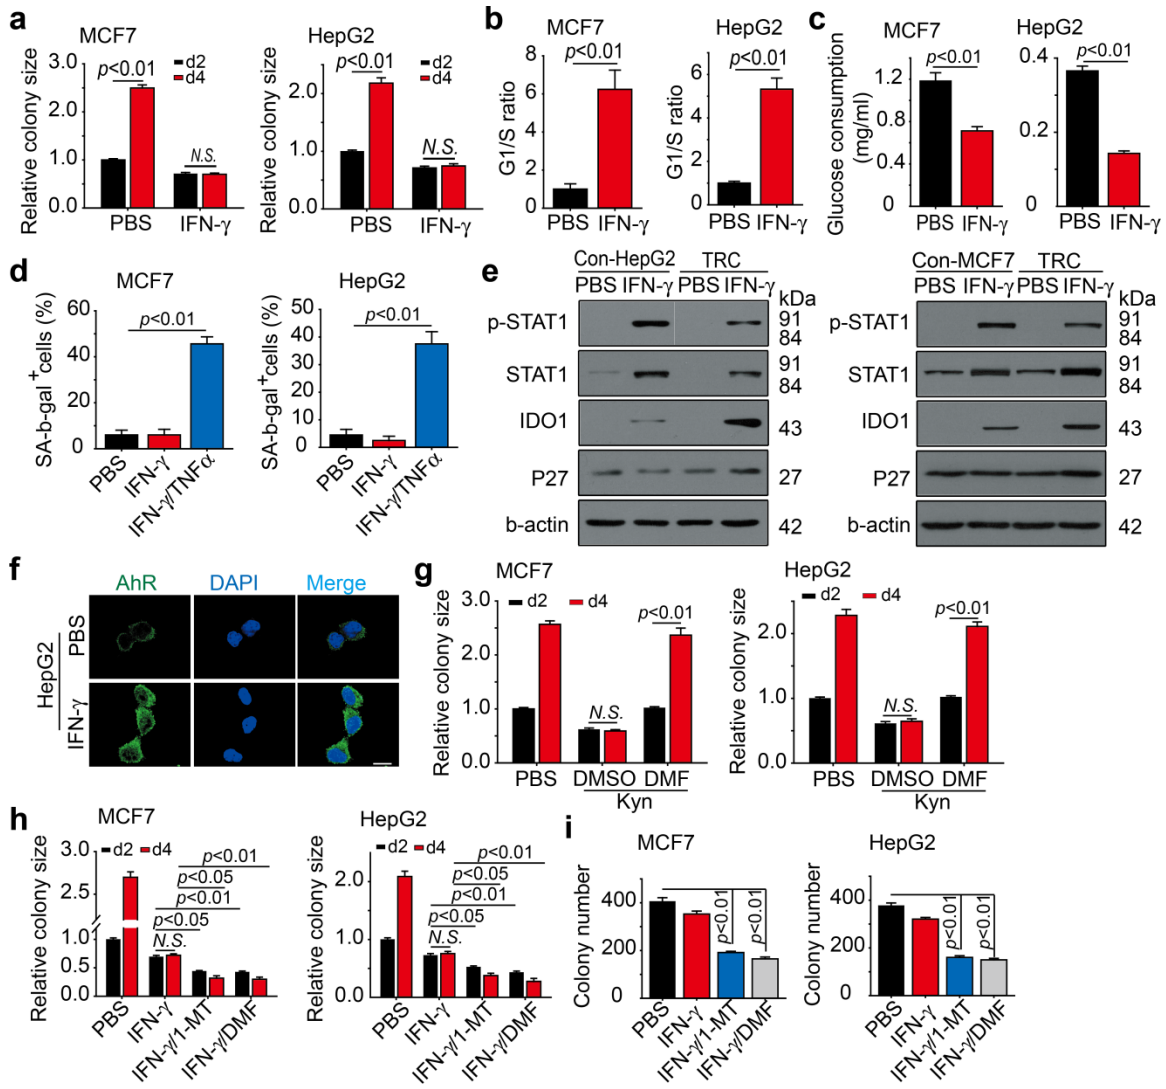 a
MCF7
d2
d4
Relative colony size
3.0
2.0
1.0
0.0
p<0.01
N.S.
PBS
IFN-γ
HepG2
d2
d4
Relative colony size
2.5
2.0
1.5
1.0
0.5
0.0
p<0.01
N.S.
PBS
IFN-γ
b
MCF7
p<0.01
G1/S ratio
8
6
4
2
0
PBS
IFN-γ
HepG2
p<0.01
G1/S ratio
8
6
4
2
0
PBS
IFN-γ
c
MCF7
p<0.01
Glucose consumption
(mg/ml)
1.2
0.9
0.6
0.3
0
PBS
IFN-γ
HepG2
p<0.01
0.4
0.2
0
PBS
IFN-γ
d
MCF7
p<0.01
SA-b-gal +cells (%)
60
40
20
0
PBS
IFN-γ
IFN-γ/TNFα
HepG2
p<0.01
SA-b-gal +cells (%)
50
40
30
20
10
0
PBS
IFN-γ
IFN-γ/TNFα
e
Con-HepG2 TRC
PBS IFN-γ PBS IFN-γ
kDa
p-STAT1 91
84
STAT1 91
84
IDO1 43
P27 27
b-actin 42
Con-MCF7 TRC
PBS IFN-γ PBS IFN-γ
kDa
p-STAT1 91
84
STAT1 91
84
IDO1 43
P27 27
b-actin 42
f
AhR DAPI Merge
HepG2
PBS
IFN-γ
g
MCF7
d2 d4
Relative colony size
3.0
2.0
1.0
0.0
N.S.
p<0.01
PBS DMSO DMF
Kyn
HepG2
d2 d4
Relative colony size
2.0
1.0
0.0
N.S.
p<0.01
PBS DMSO DMF
Kyn
h
MCF7
d2 d4
Relative colony size
3.0
2.5
1.0
0.5
0.0
p<0.01
p<0.05
p<0.01
p<0.05
N.S.
PBS
IFN-γ
IFN-γ/1-MT
IFN-γ/DMF
HepG2
d2 d4
Relative colony size
2.0
1.0
0.5
0.0
p<0.01
p<0.05
p<0.01
p<0.05
N.S.
PBS
IFN-γ
IFN-γ/1-MT
IFN-γ/DMF
i
MCF7
Colony number
400
200
0
p<0.01
p<0.01
PBS
IFN-γ
IFN-γ/1-MT
IFN-γ/DMF
HepG2
Colony number
400
200
0
p<0.01
p<0.01
PBS
IFN-γ
IFN-γ/1-MT
IFN-γ/DMF